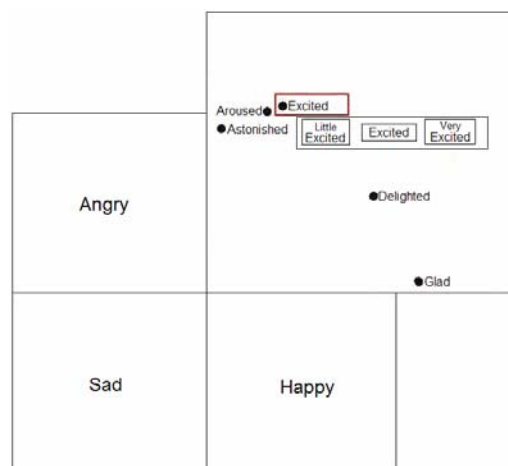 Excited
Aroused
Astonished
Little
Excited
Excited
Very
Excited
Angry
Delighted
Glad
Sad
Happy